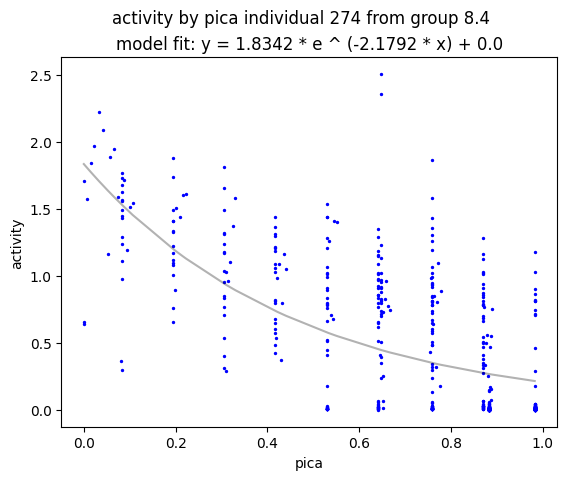 activity by pica individual 274 from group 8.4
model fit: y = 1.8342 * e ^ (-2.1792 * x) + 0.0
2.5
2.0
1.5
1.0
0.5
0.0
activity
0.0 0.2 0.4 0.6 0.8 1.0
pica